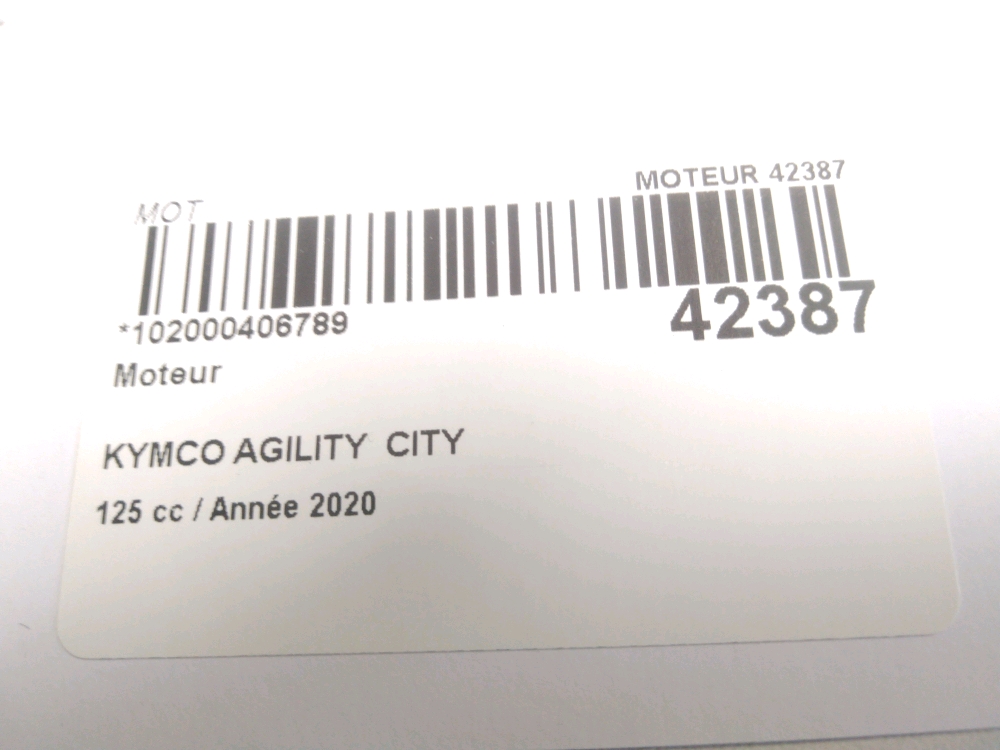 MOT
MOTEUR 42387
*102000406789
42387
Moteur
KYMCO AGILITY CITY
125 cc / Année 2020